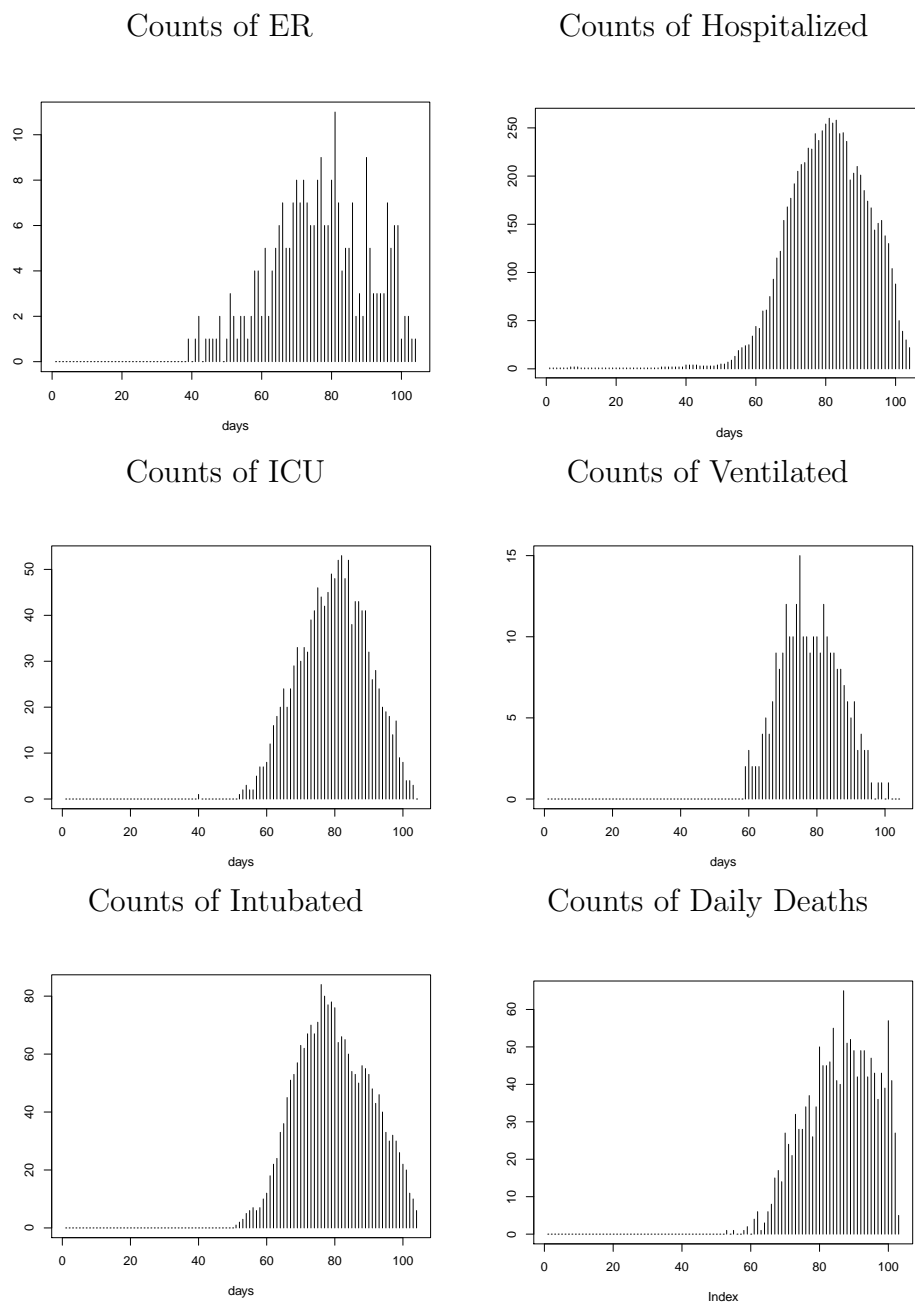 Counts of ER
Counts of Hospitalized
0 2 4 6 8 10
0 20 40 60 80 100
days
0 50 100 150 200 250
0 20 40 60 80 100
days
Counts of ICU
Counts of Ventilated
0 10 20 30 40 50
0 20 40 60 80 100
days
0 5 10 15
0 20 40 60 80 100
days
Counts of Intubated
Counts of Daily Deaths
0 20 40 60 80
0 20 40 60 80 100
days
0 10 20 30 40 50 60
0 20 40 60 80 100
Index